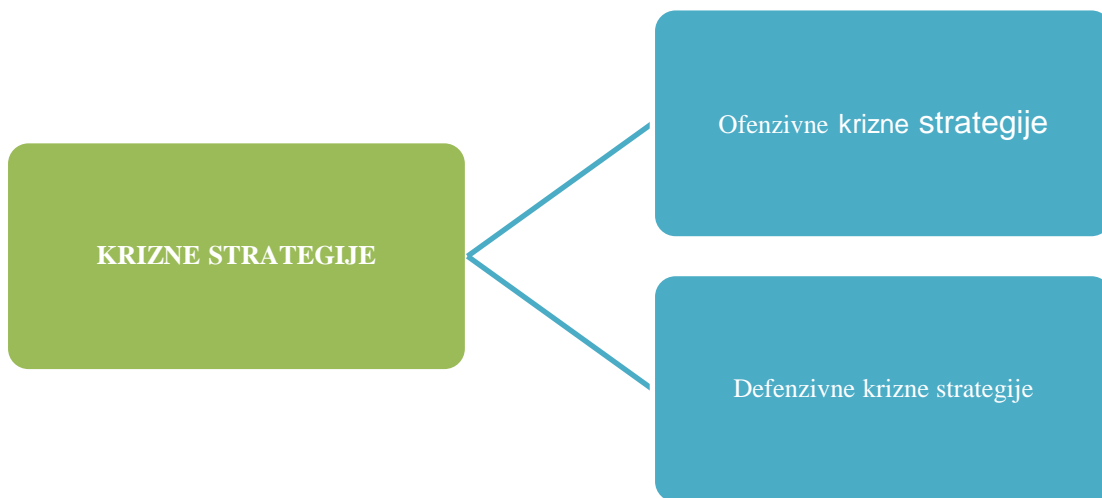 Ofenzivne krizne strategije
KRIZNE STRATEGIJE
Defenzivne krizne strategije